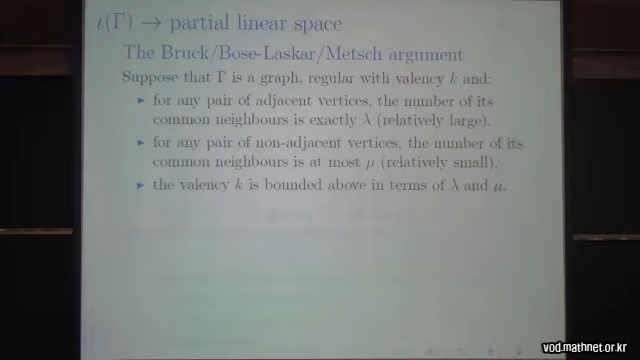 ι(Γ) → partial linear space
The Bruck/Bose-Laskar/Metsch argument
Suppose that Γ is a graph, regular with valency k and:
▸ for any pair of adjacent vertices, the number of its
common neighbours is exactly λ (relatively large).
▸ for any pair of non-adjacent vertices, the number of its
common neighbours is at most μ (relatively small).
▸ the valency k is bounded above in terms of λ and μ.
vod.mathnet.or.kr